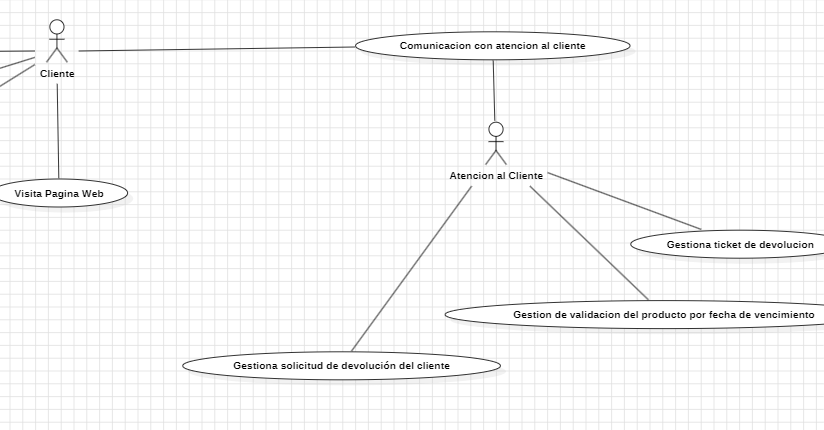 Comunicacion con atencion al cliente
Cliente
Atencion al Cliente
Visita Pagina Web
Gestiona ticket de devolucion
Gestion de validacion del producto por fecha de vencimiento
Gestiona solicitud de devolución del cliente